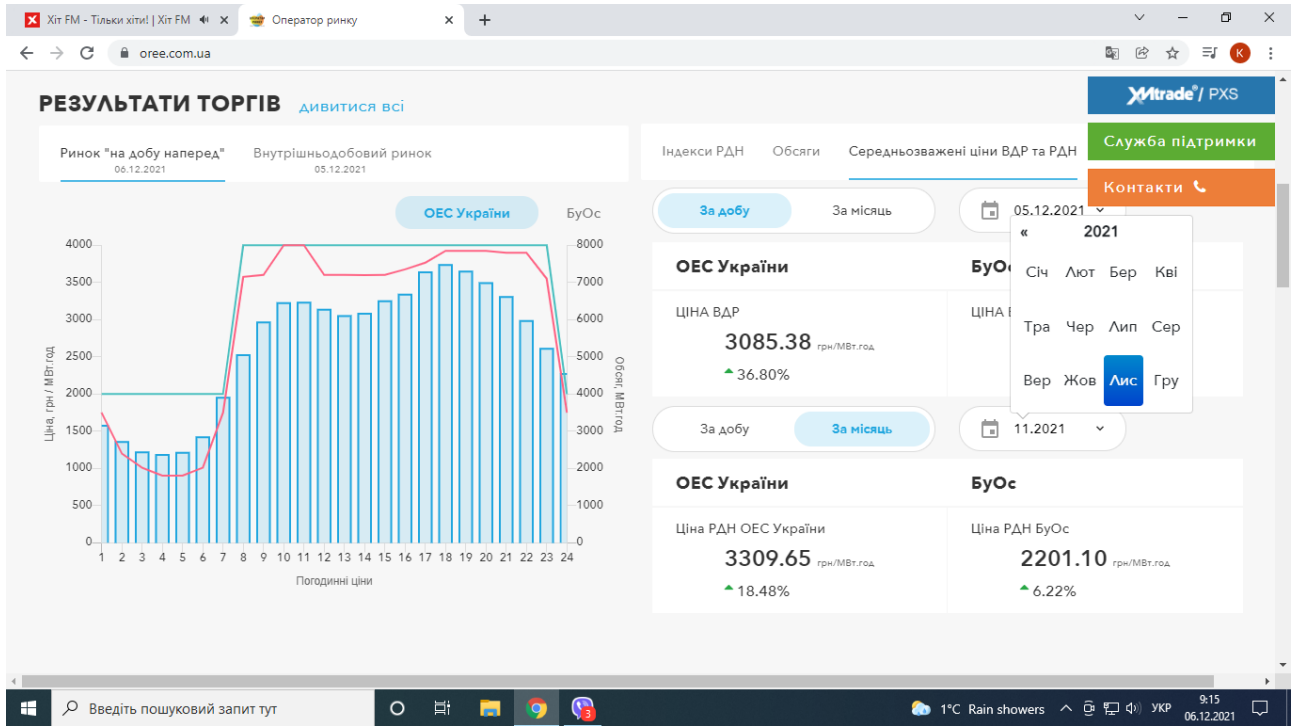 Хіт FM - Тільки хіти! | Хіт FM
Оператор ринку
oree.com.ua
K
РЕЗУЛЬТАТИ ТОРГІВ дивитися всі
XMtrade®/ PXS
Служба підтримки
Контакти
Ринок "на добу наперед" Внутрішньодобовий ринок
06.12.2021 05.12.2021
Індекси РДН Обсяги Середньозважені ціни ВДР та РДН
ОЕС України БуОс
4000 8000
3500 7000
3000 6000
2500 5000
2000 4000
1500 3000
1000 2000
500 1000
0 0
Ціна, грн / МВт.год
Обсяг, МВт.год
1 2 3 4 5 6 7 8 9 10 11 12 13 14 15 16 17 18 19 20 21 22 23 24
Погодинні ціни
За добу За місяць 05.12.2021
ОЕС України
ЦІНА ВДР
3085.38 грн/МВт.год
36.80%
« 2021
Січ Лют Бер Кві
Тра Чер Лип Сер
Вер Жов Лис Гру
За добу За місяць 11.2021
ОЕС України БуОс
Ціна РДН ОЕС України Ціна РДН БуОс
3309.65 грн/МВт.год 2201.10 грн/МВт.год
18.48% 6.22%
Введіть пошуковий запит тут
3
1°C Rain showers
УКР
9:15
06.12.2021